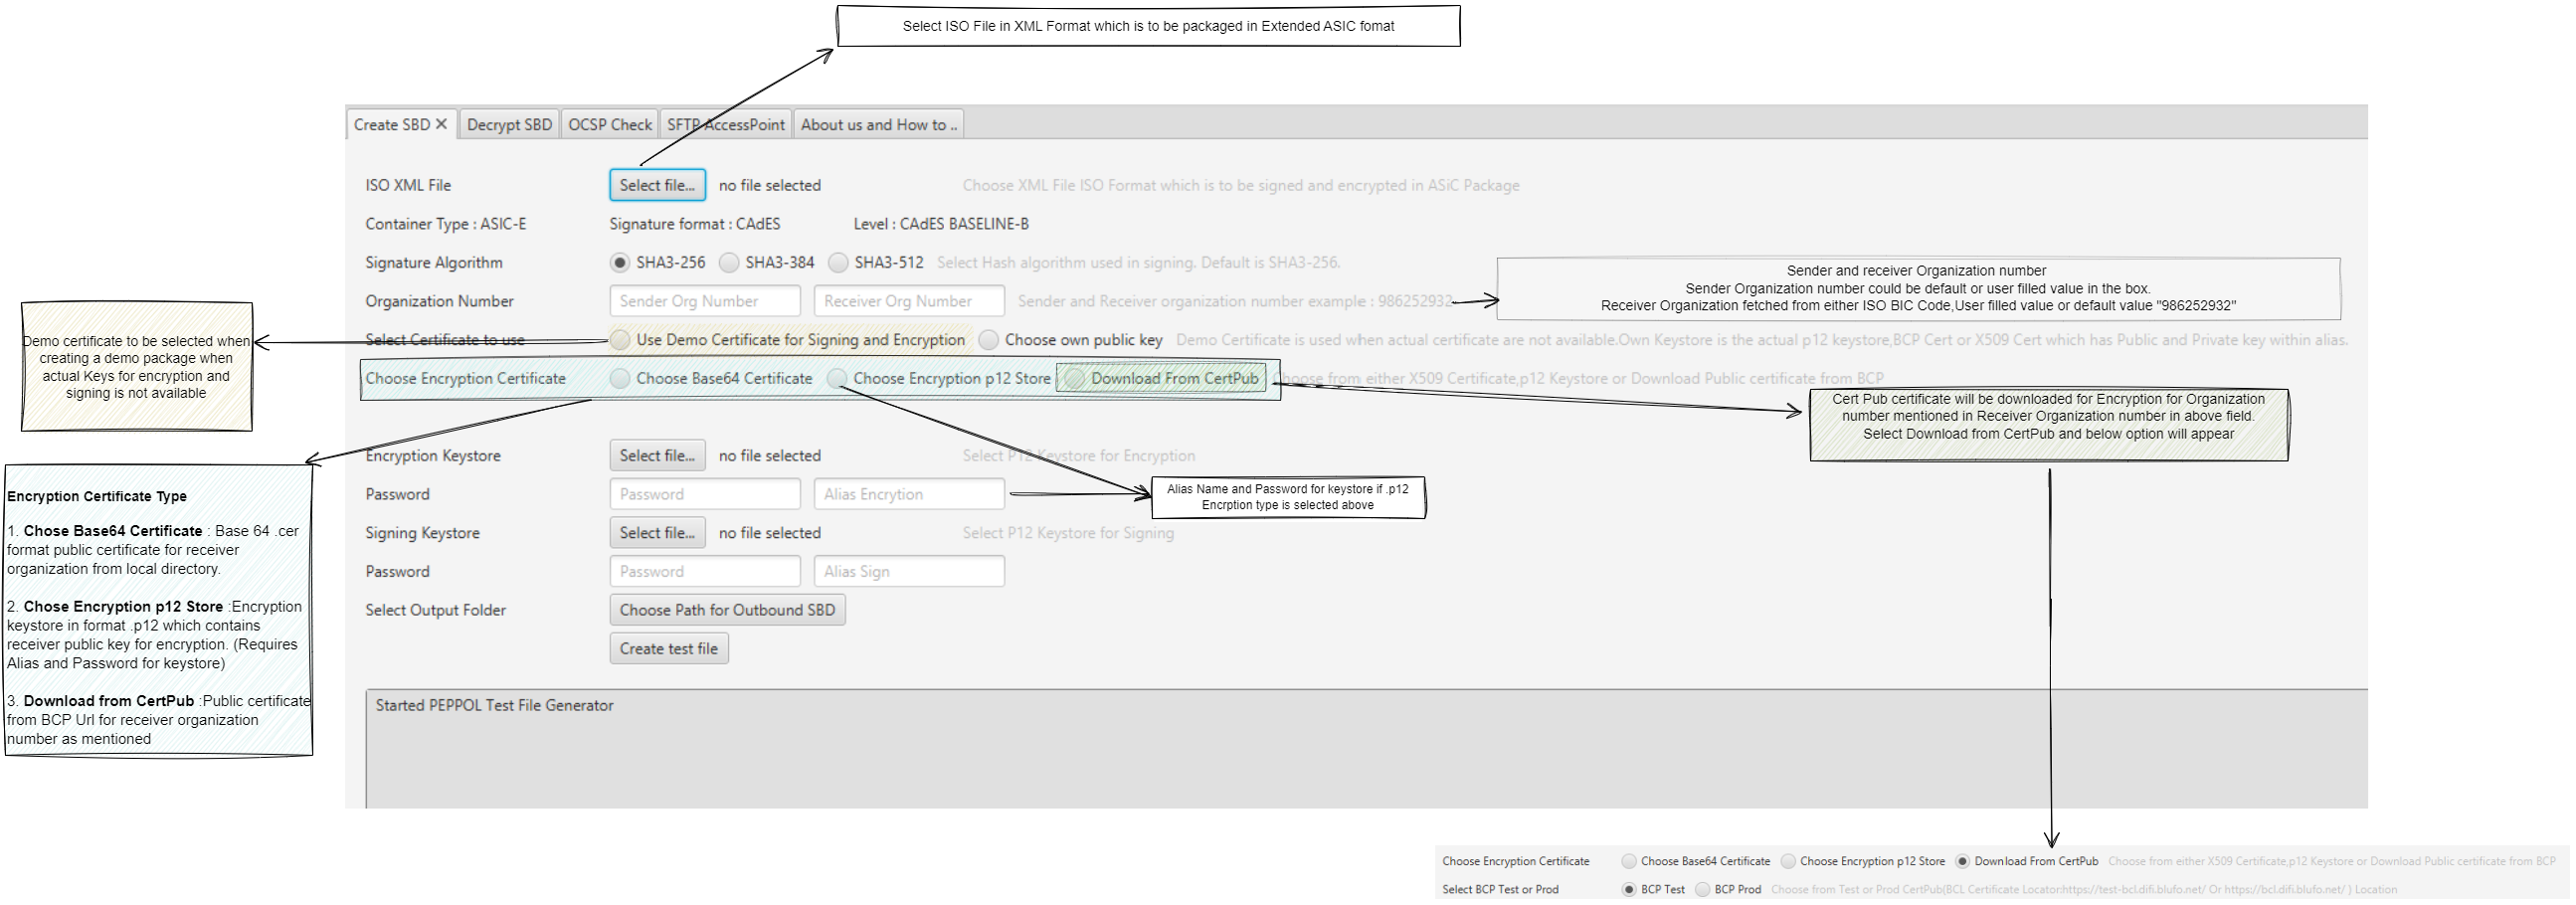 Select ISO File in XML Format which is to be packaged in Extended ASIC fomat
Create SBD ✕ Decrypt SBD OCSP Check SFTP AccessPoint About us and How to ..
ISO XML File Select file... no file selected Choose XML File ISO Format which is to be signed and encrypted in ASiC Package
Container Type : ASIC-E Signature format : CAdES Level : CAdES BASELINE-B
Signature Algorithm SHA3-256 SHA3-384 SHA3-512 Select Hash algorithm used in signing. Default is SHA3-256.
Organization Number Sender Org Number Receiver Org Number Sender and Receiver organization number example : 986252932
Sender and receiver Organization number
Sender Organization number could be default or user filled value in the box.
Receiver Organization fetched from either ISO BIC Code,User filled value or default value "986252932"
Select Certificate to use Use Demo Certificate for Signing and Encryption Choose own public key Demo Certificate is used when actual certificate are not available.Own Keystore is the actual p12 keystore,BCP Cert or X509 Cert which has Public and Private key within alias.
Demo certificate to be selected when
creating a demo package when
actual Keys for encryption and
signing is not available
Choose Encryption Certificate Choose Base64 Certificate Choose Encryption p12 Store Download From CertPub Choose from either X509 Certificate,p12 Keystore or Download Public certificate from BCP
Cert Pub certificate will be downloaded for Encryption for Organization
number mentioned in Receiver Organization number in above field.
Select Download from CertPub and below option will appear
Encryption Keystore Select file... no file selected Select P12 Keystore for Encryption
Password Password Alias Encrytion
Alias Name and Password for keystore if .p12
Encrption type is selected above
Signing Keystore Select file... no file selected Select P12 Keystore for Signing
Password Password Alias Sign
Select Output Folder Choose Path for Outbound SBD
Create test file
Started PEPPOL Test File Generator
Encryption Certificate Type
1. Chose Base64 Certificate : Base 64 .cer
format public certificate for receiver
organization from local directory.
2. Chose Encryption p12 Store :Encryption
keystore in format .p12 which contains
receiver public key for encryption. (Requires
Alias and Password for keystore)
3. Download from CertPub :Public certificate
from BCP Url for receiver organization
number as mentioned
Choose Encryption Certificate Choose Base64 Certificate Choose Encryption p12 Store Download From CertPub Choose from either X509 Certificate,p12 Keystore or Download Public certificate from BCP
Select BCP Test or Prod BCP Test BCP Prod Choose from Test or Prod CertPub(BCL Certificate Locator:https://test-bcl.difi.blufo.net/ Or https://bcl.difi.blufo.net/ ) Location